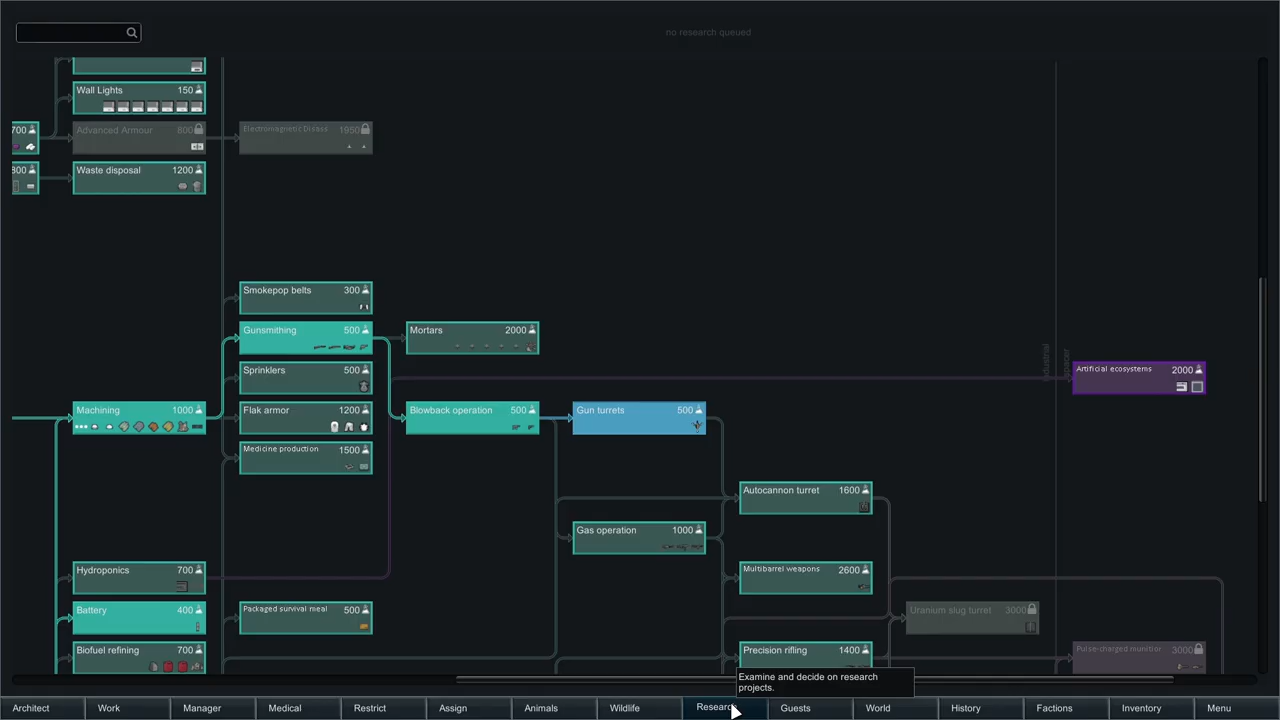 no research queued
Wall Lights 150
700 Advanced Armour 800 Electromagnetic Disass 1950
800 Waste disposal 1200
Smokepop belts 300
Gunsmithing 500 Mortars 2000
Sprinklers 500 Artificial ecosystems 2000
industrial spacer
Machining 1000 Flak armor 1200 Blowback operation 500 Gun turrets 500
Medicine production 1500
Autocannon turret 1600
Gas operation 1000
Hydroponics 700 Multibarrel weapons 2600
Battery 400 Packaged survival meal 500 Uranium slug turret 3000
Biofuel refining 700 Precision rifling 1400 Pulse-charged munition 3000
Examine and decide on research
projects.
Architect Work Manager Medical Restrict Assign Animals Wildlife Research Guests World History Factions Inventory Menu